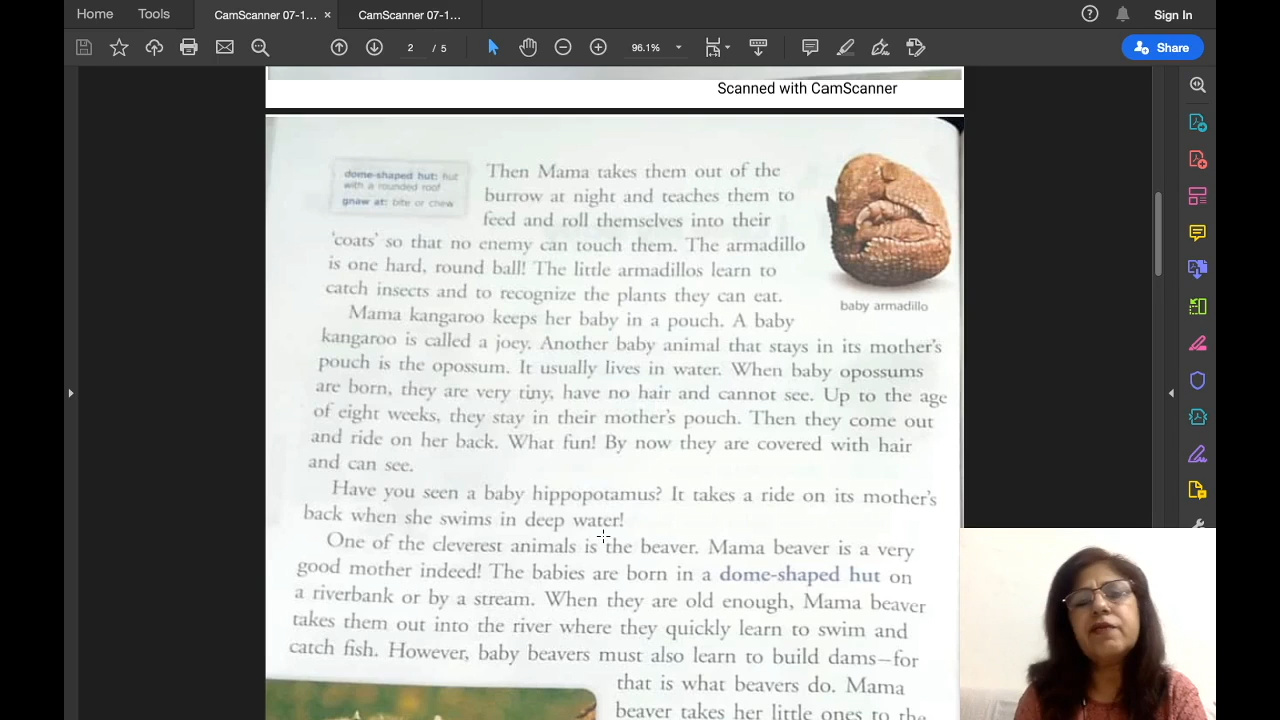 Home
Tools
CamScanner 07-1...
×
CamScanner 07-1...
Sign In
2 / 5
96.1%
Share
Scanned with CamScanner
dome-shaped hut: hut
with a rounded roof
gnaw at: bite or chew
Then Mama takes them out of the
burrow at night and teaches them to
feed and roll themselves into their
'coats' so that no enemy can touch them. The armadillo
is one hard, round ball! The little armadillos learn to
catch insects and to recognize the plants they can eat.
baby armadillo
Mama kangaroo keeps her baby in a pouch. A baby
kangaroo is called a joey. Another baby animal that stays in its mother's
pouch is the opossum. It usually lives in water. When baby opossums
are born, they are very tiny, have no hair and cannot see. Up to the age
of eight weeks, they stay in their mother's pouch. Then they come out
and ride on her back. What fun! By now they are covered with hair
and can see.
Have you seen a baby hippopotamus? It takes a ride on its mother's
back when she swims in deep water!
One of the cleverest animals is the beaver. Mama beaver is a very
good mother indeed! The babies are born in a dome-shaped hut on
a riverbank or by a stream. When they are old enough, Mama beaver
takes them out into the river where they quickly learn to swim and
catch fish. However, baby beavers must also learn to build dams—for
that is what beavers do. Mama
beaver takes her little ones to the